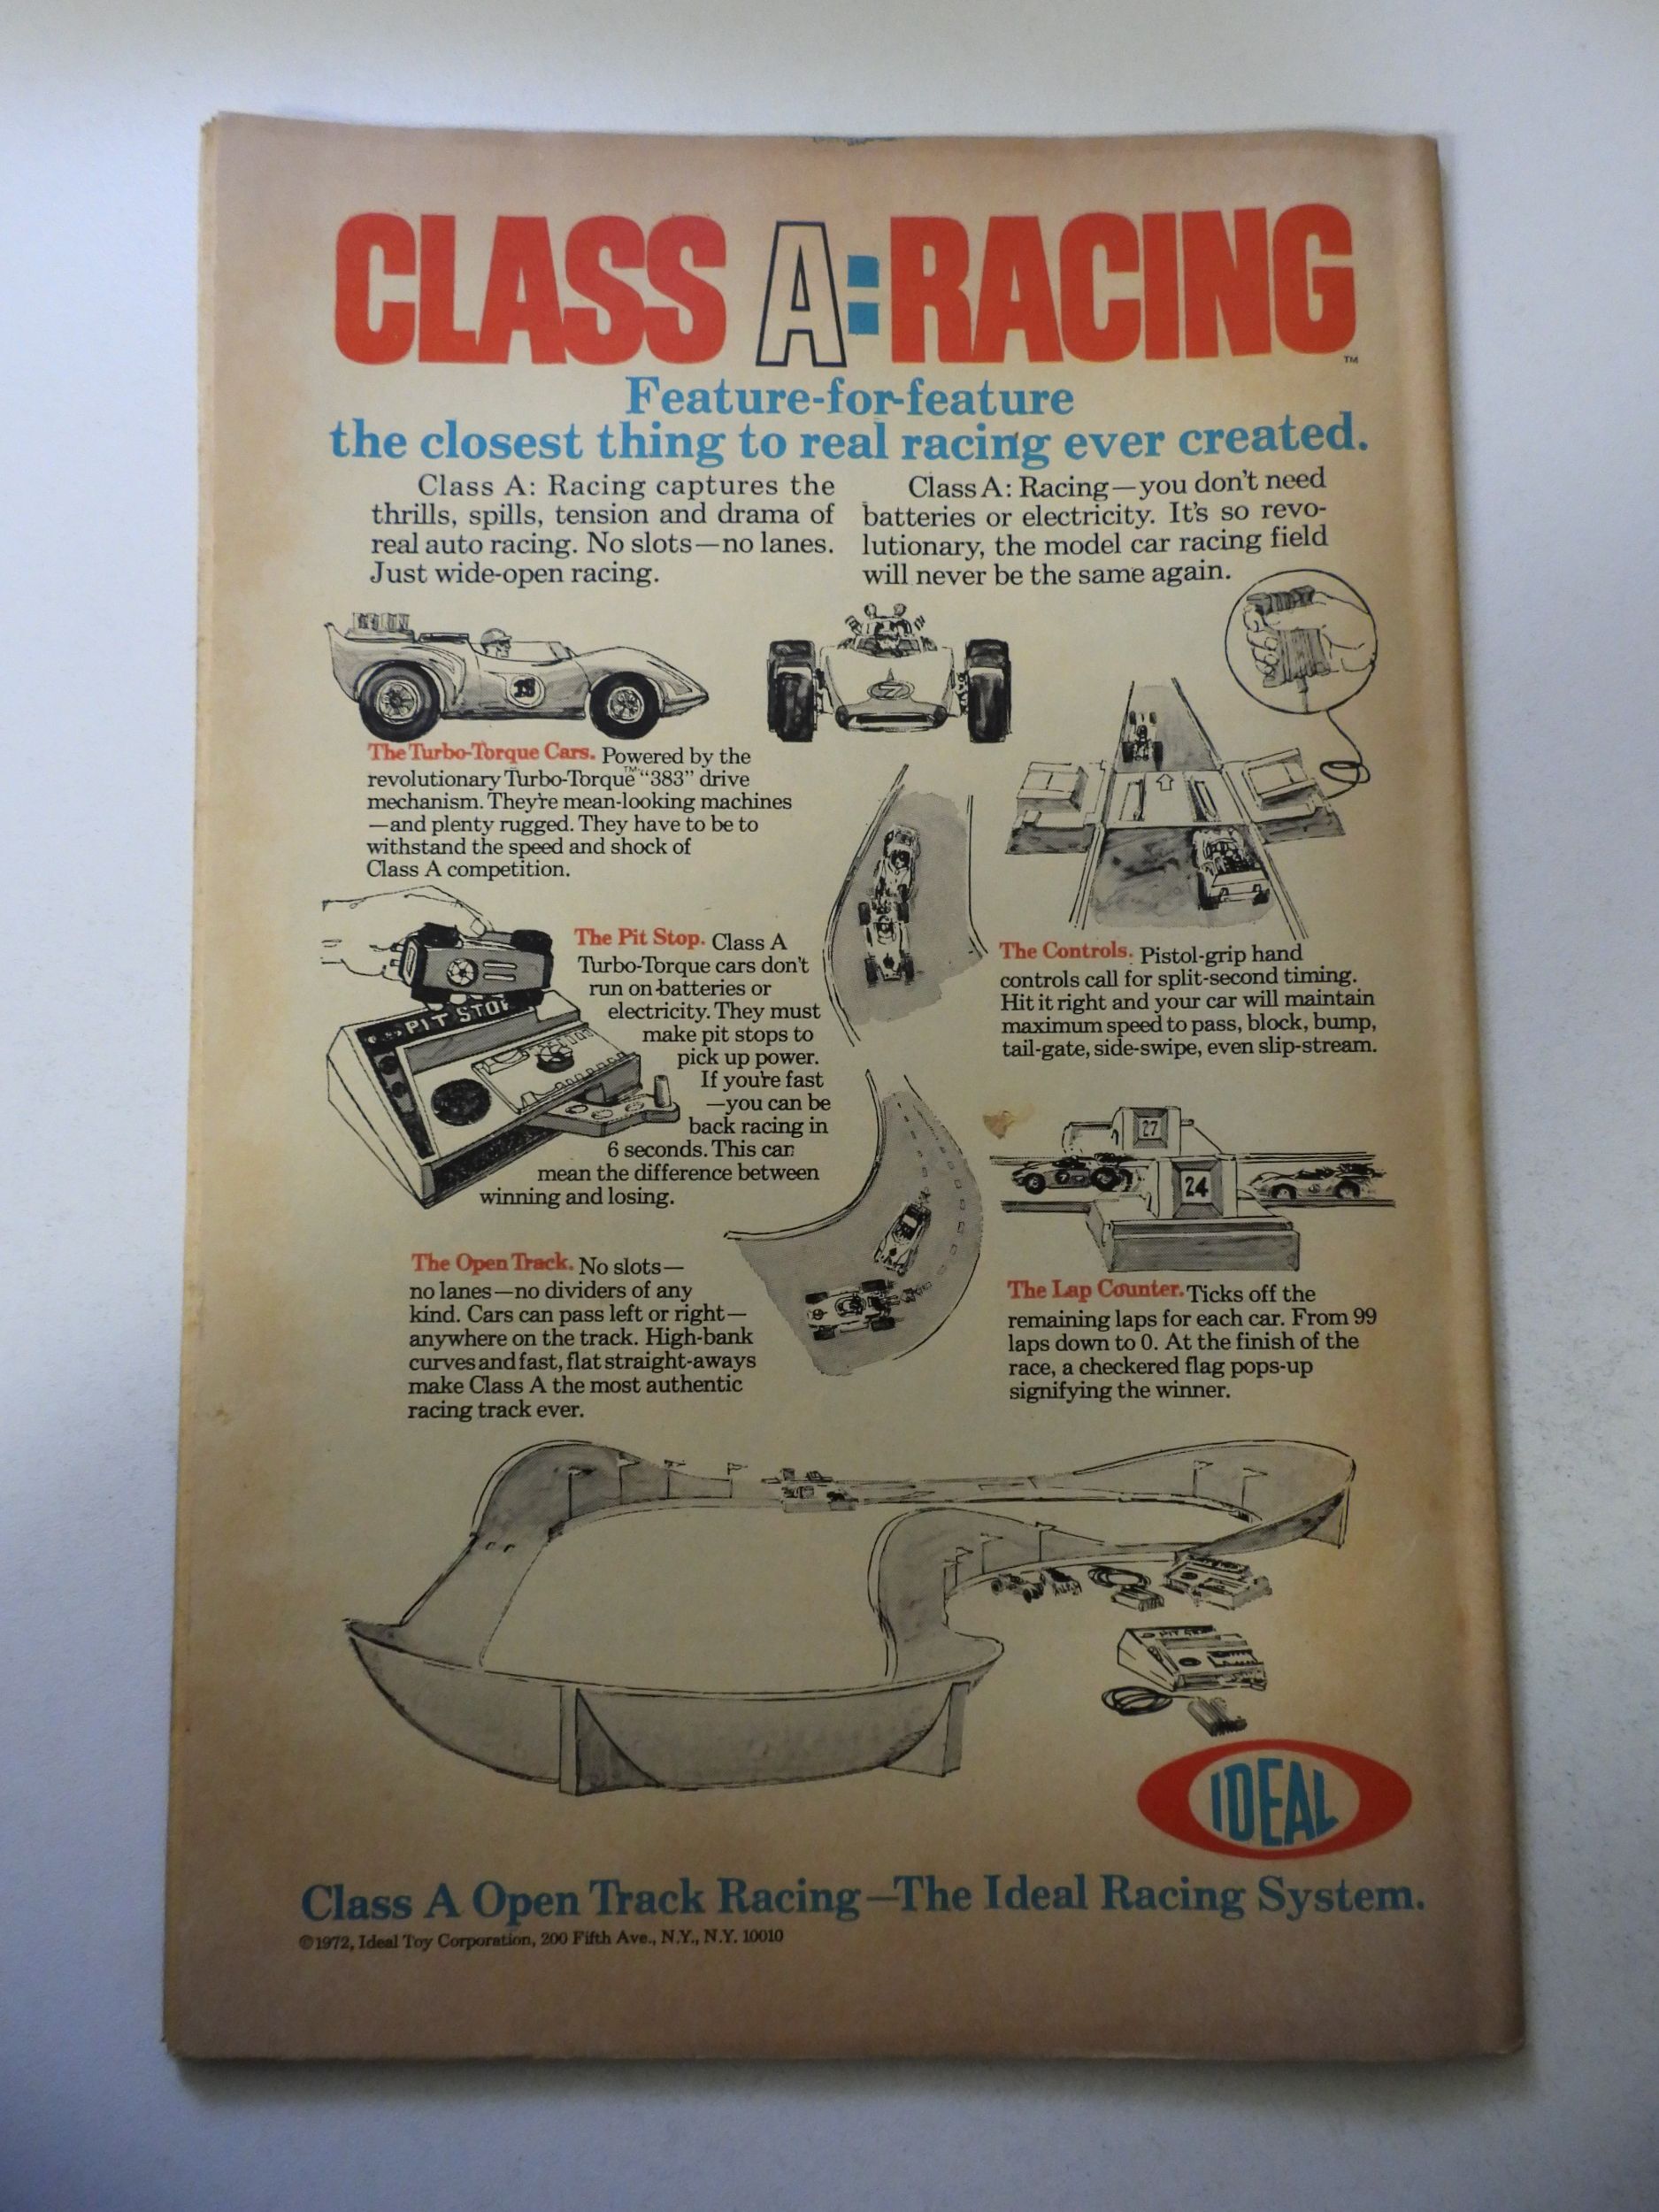 CLASS A:RACING
TM
Feature-for-feature
the closest thing to real racing ever created.
Class A: Racing captures the
thrills, spills, tension and drama of
real auto racing. No slots—no lanes.
Just wide-open racing.
Class A: Racing—you don't need
batteries or electricity. It's so revo-
lutionary, the model car racing field
will never be the same again.
The Turbo-Torque Cars. Powered by the
revolutionary Turbo-Torque™ "383" drive
mechanism. They're mean-looking machines
—and plenty rugged. They have to be to
withstand the speed and shock of
Class A competition.
PIT STOP
The Pit Stop. Class A
Turbo-Torque cars don't
run on batteries or
electricity. They must
make pit stops to
pick up power.
If you're fast
—you can be
back racing in
6 seconds. This can
mean the difference between
winning and losing.
The Controls. Pistol-grip hand
controls call for split-second timing.
Hit it right and your car will maintain
maximum speed to pass, block, bump,
tail-gate, side-swipe, even slip-stream.
27
24
The Open Track. No slots—
no lanes—no dividers of any
kind. Cars can pass left or right—
anywhere on the track. High-bank
curves and fast, flat straight-aways
make Class A the most authentic
racing track ever.
The Lap Counter. Ticks off the
remaining laps for each car. From 99
laps down to 0. At the finish of the
race, a checkered flag pops-up
signifying the winner.
IDEAL
Class A Open Track Racing—The Ideal Racing System.
©1972, Ideal Toy Corporation, 200 Fifth Ave., N.Y., N.Y. 10010